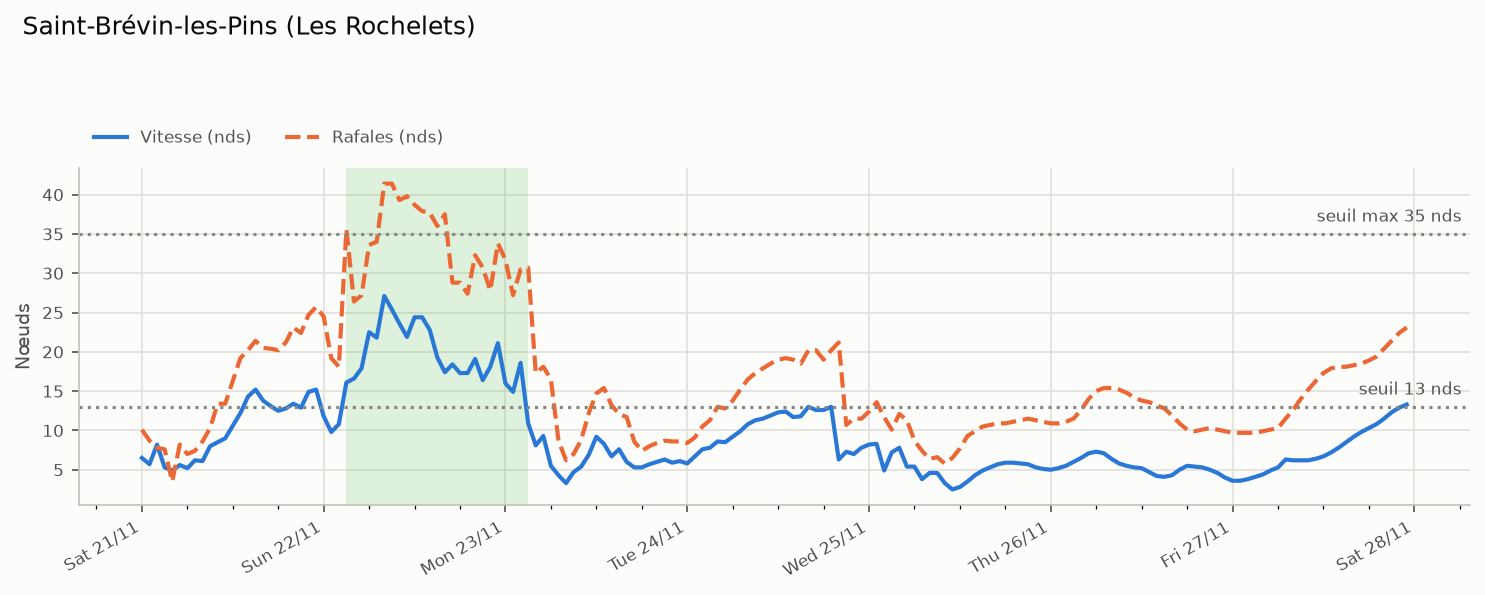 Saint-Brévin-les-Pins (Les Rochelets)
Vitesse (nds)
Rafales (nds)
Nœuds
40
35
30
25
20
15
10
5
seuil max 35 nds
seuil 13 nds
Sat 21/11
Sun 22/11
Mon 23/11
Tue 24/11
Wed 25/11
Thu 26/11
Fri 27/11
Sat 28/11